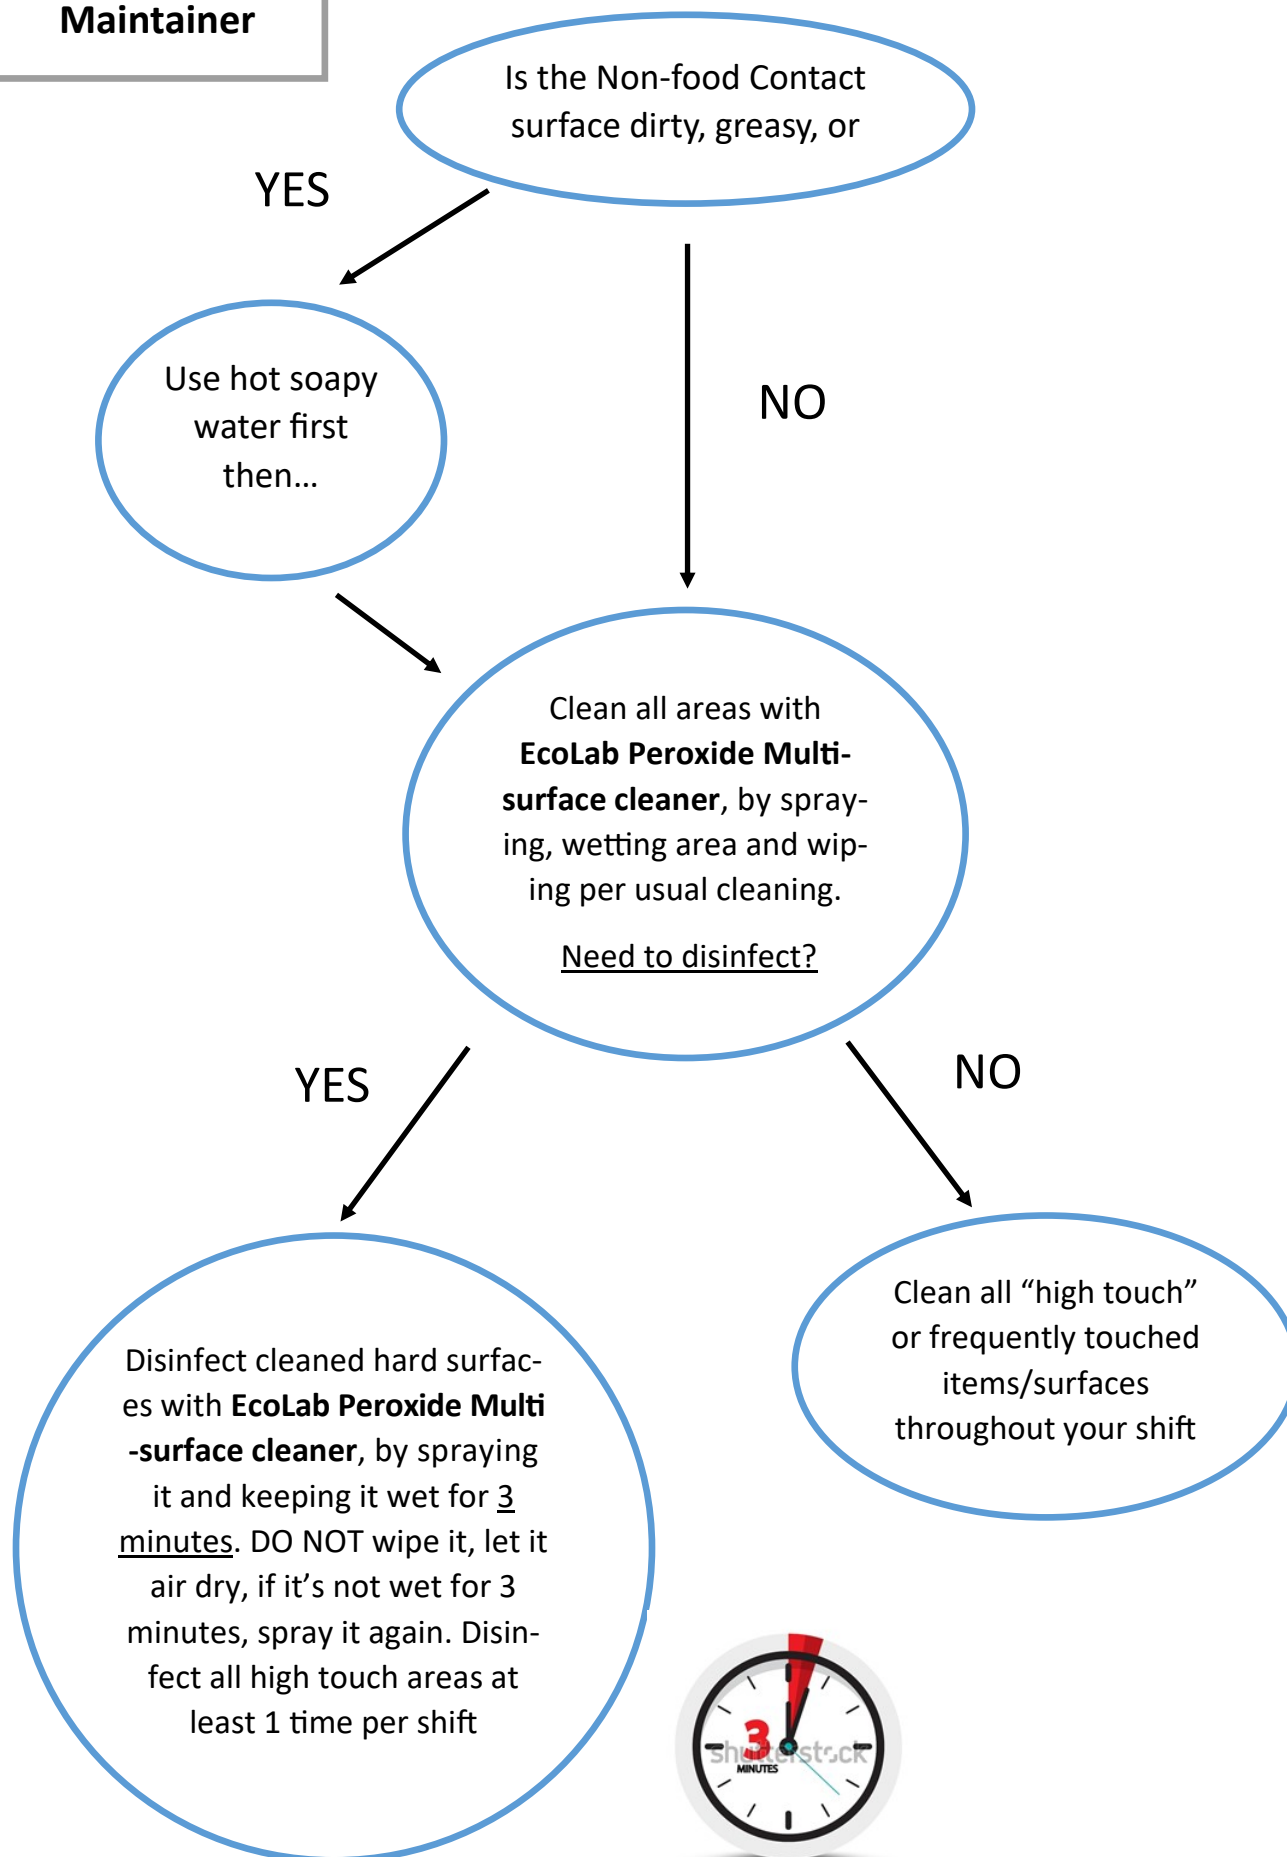 Maintainer
Is the Non-food Contact
surface dirty, greasy, or
YES
NO
Use hot soapy
water first
then…
Clean all areas with
EcoLab Peroxide Multi-
surface cleaner, by spray-
ing, wetting area and wip-
ing per usual cleaning.
Need to disinfect?
YES
NO
Disinfect cleaned hard surfac-
es with EcoLab Peroxide Multi
-surface cleaner, by spraying
it and keeping it wet for 3
minutes. DO NOT wipe it, let it
air dry, if it’s not wet for 3
minutes, spray it again. Disin-
fect all high touch areas at
least 1 time per shift
Clean all “high touch”
or frequently touched
items/surfaces
throughout your shift
3
MINUTES
shutterstock